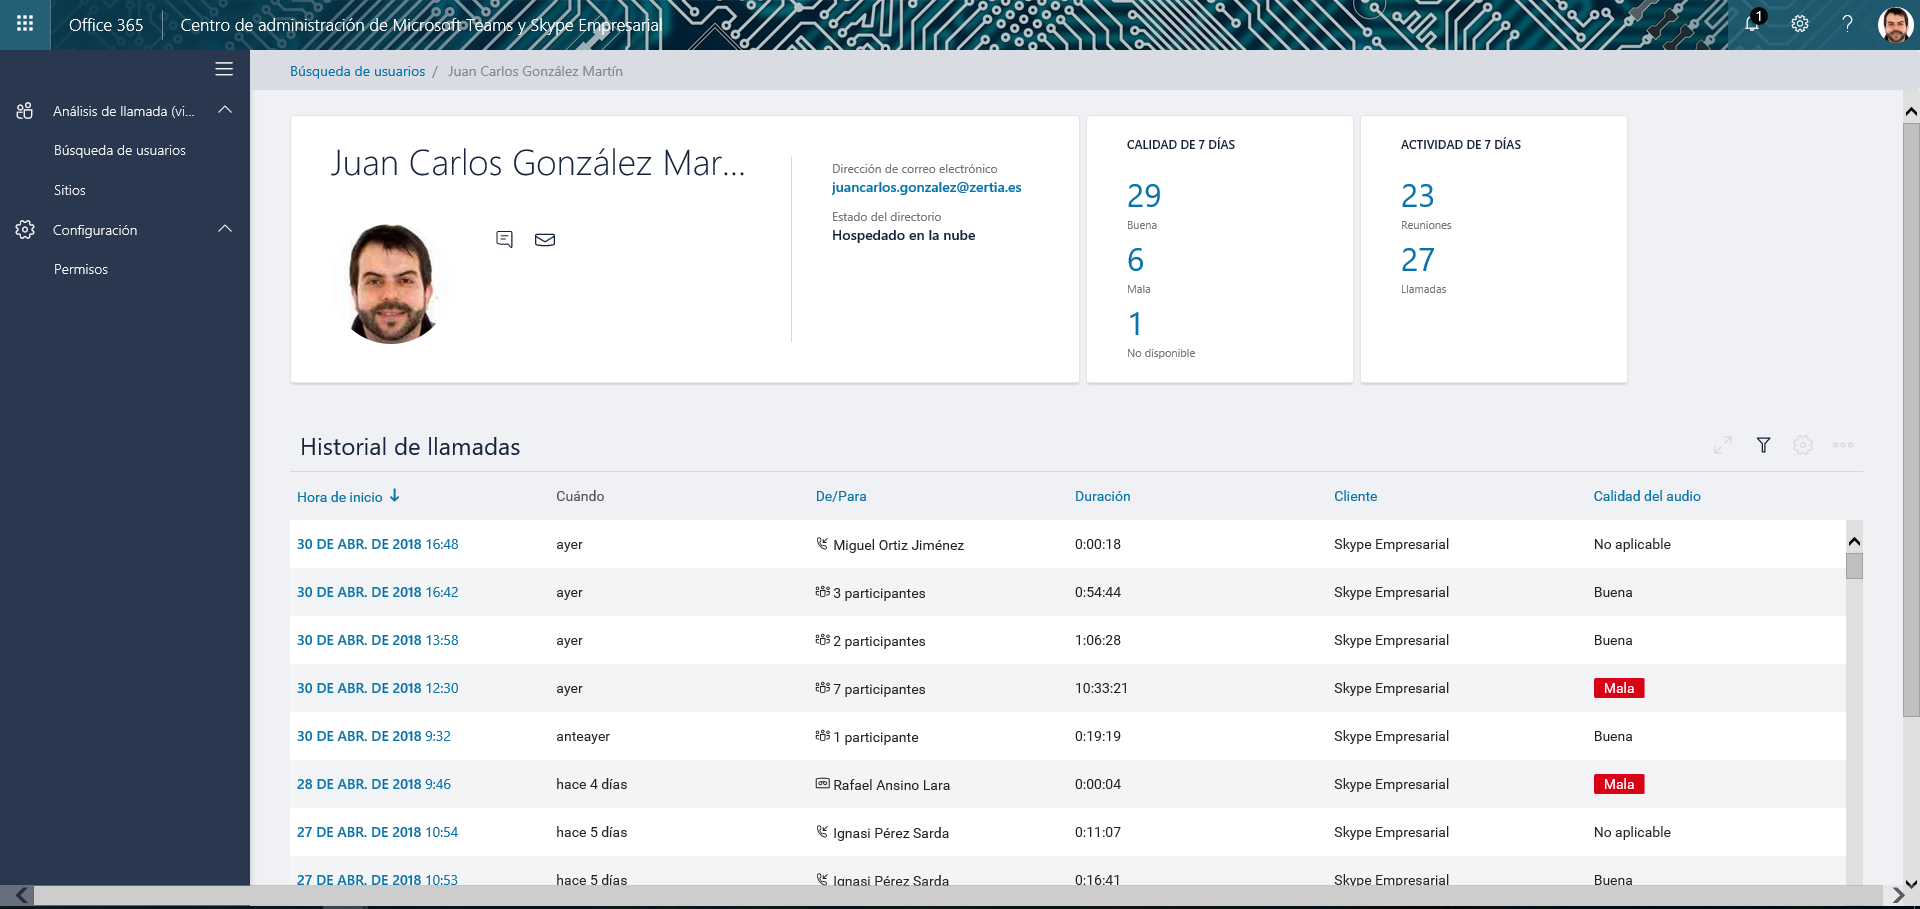 Office 365
Centro de administración de Microsoft Teams y Skype Empresarial
1
?
Búsqueda de usuarios / Juan Carlos González Martín
Análisis de llamada (vi...
Búsqueda de usuarios
Sitios
Configuración
Permisos
Juan Carlos González Mar...
Dirección de correo electrónico
juancarlos.gonzalez@zertia.es
Estado del directorio
Hospedado en la nube
CALIDAD DE 7 DÍAS
29
Buena
6
Mala
1
No disponible
ACTIVIDAD DE 7 DÍAS
23
Reuniones
27
Llamadas
Historial de llamadas
Hora de inicio Cuándo De/Para Duración Cliente Calidad del audio
30 DE ABR. DE 2018 16:48 ayer Miguel Ortiz Jiménez 0:00:18 Skype Empresarial No aplicable
30 DE ABR. DE 2018 16:42 ayer 3 participantes 0:54:44 Skype Empresarial Buena
30 DE ABR. DE 2018 13:58 ayer 2 participantes 1:06:28 Skype Empresarial Buena
30 DE ABR. DE 2018 12:30 ayer 7 participantes 10:33:21 Skype Empresarial Mala
30 DE ABR. DE 2018 9:32 anteayer 1 participante 0:19:19 Skype Empresarial Buena
28 DE ABR. DE 2018 9:46 hace 4 días Rafael Ansino Lara 0:00:04 Skype Empresarial Mala
27 DE ABR. DE 2018 10:54 hace 5 días Ignasi Pérez Sarda 0:11:07 Skype Empresarial No aplicable
27 DE ABR. DE 2018 10:53 hace 5 días Ignasi Pérez Sarda 0:16:41 Skype Empresarial Buena